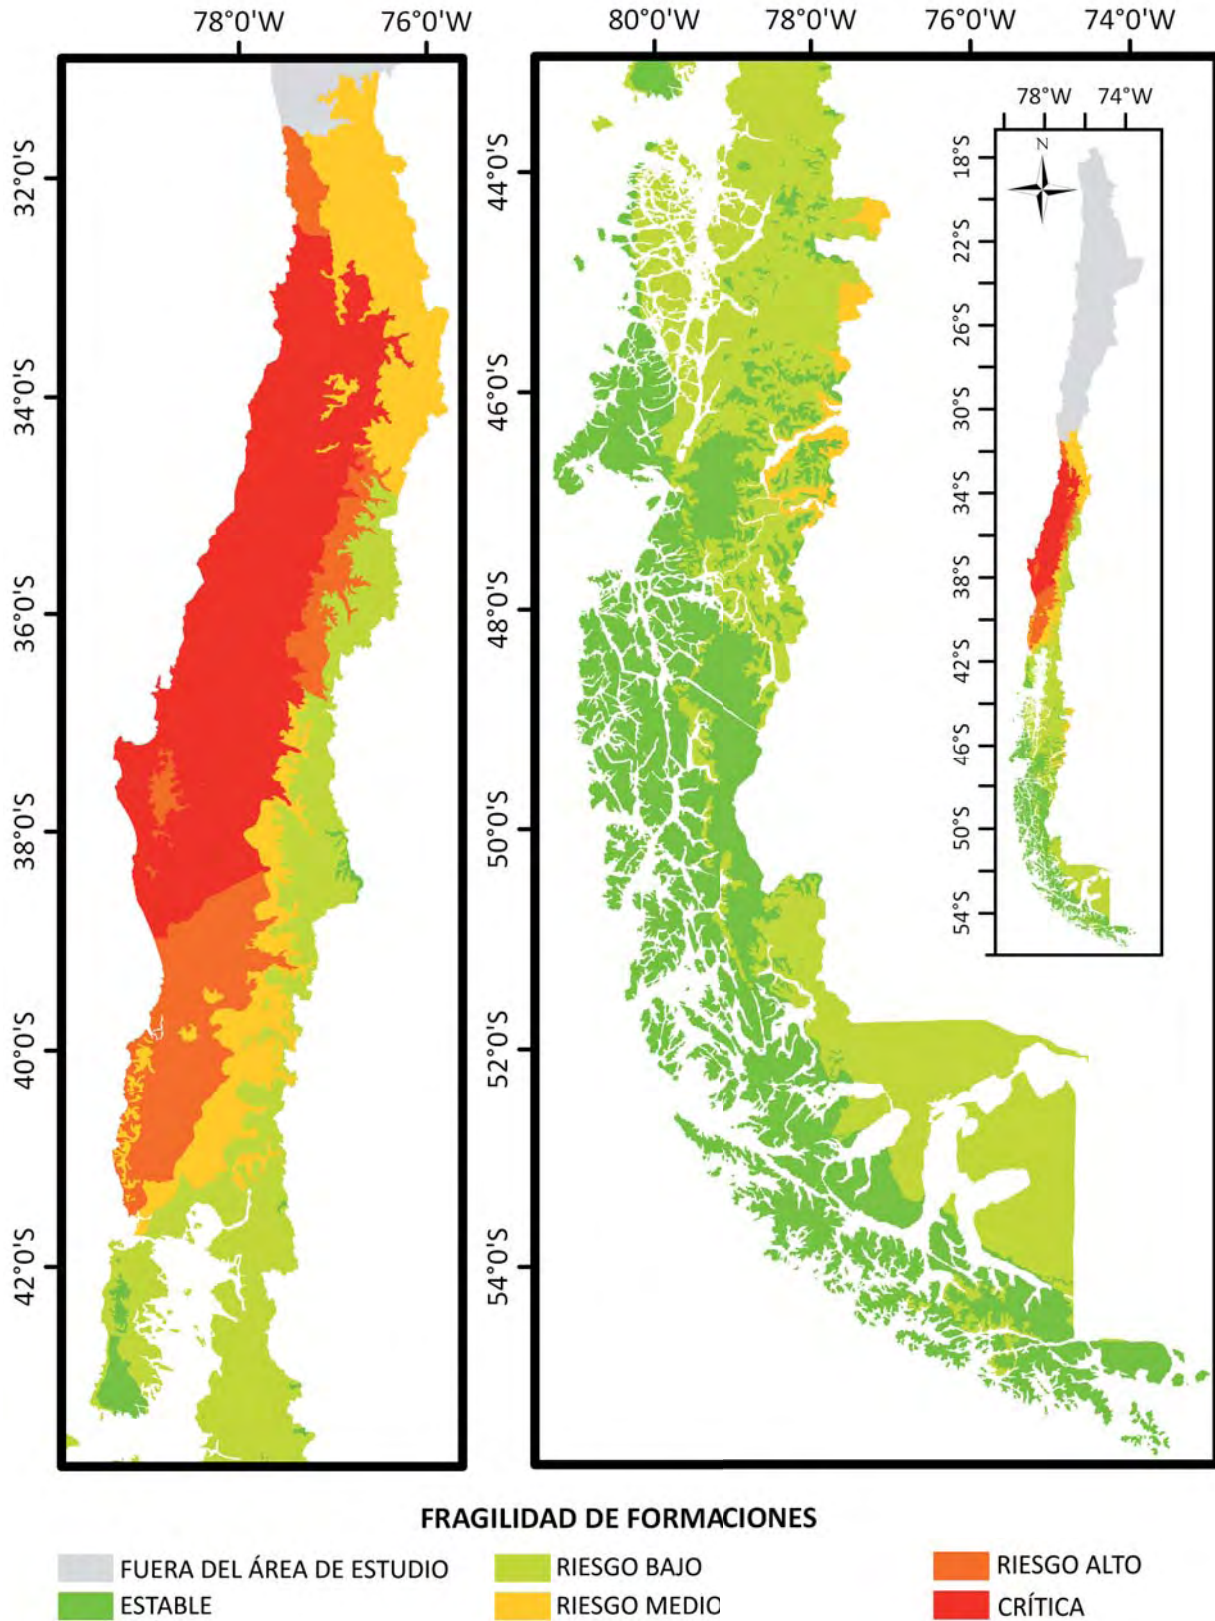 78°0'W 76°0'W
80°0'W 78°0'W 76°0'W 74°0'W
32°0'S
34°0'S
36°0'S
38°0'S
40°0'S
42°0'S
44°0'S
46°0'S
48°0'S
50°0'S
52°0'S
54°0'S
78°W 74°W
N
18°S
22°S
26°S
30°S
34°S
38°S
42°S
46°S
50°S
54°S
FRAGILIDAD DE FORMACIONES
FUERA DEL ÁREA DE ESTUDIO
ESTABLE
RIESGO BAJO
RIESGO MEDIO
RIESGO ALTO
CRÍTICA